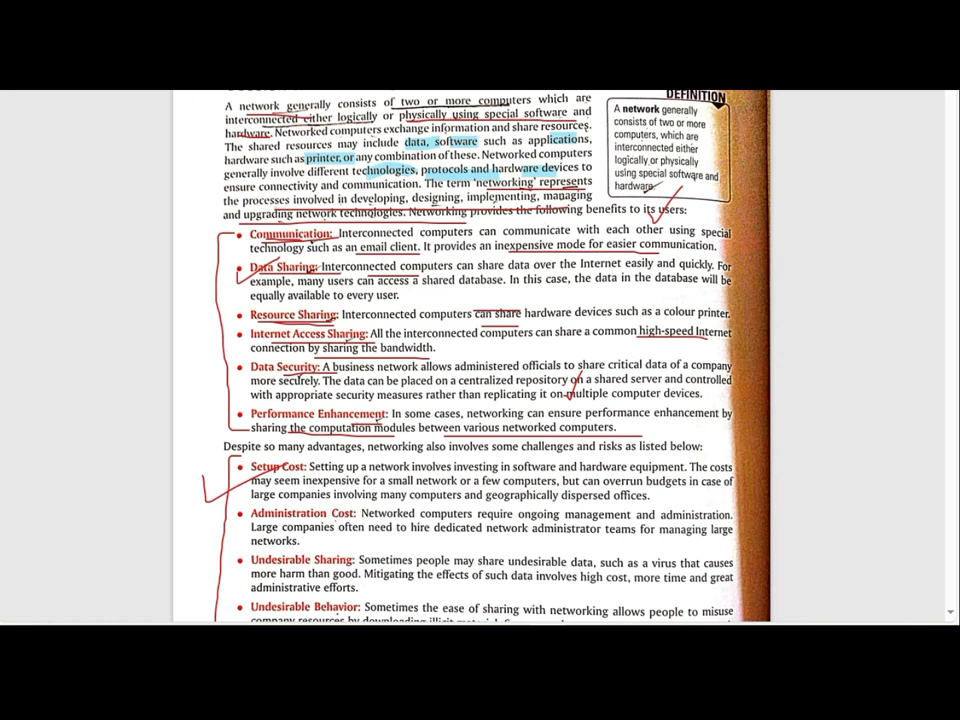 DEFINITION
A network generally consists of two or more computers which are
interconnected either logically or physically using special software and
hardware. Networked computers exchange information and share resources.
The shared resources may include data, software such as applications,
hardware such as printer, or any combination of these. Networked computers
generally involve different technologies, protocols and hardware devices to
ensure connectivity and communication. The term 'networking' represents
the processes involved in developing, designing, implementing, managing
and upgrading network technologies. Networking provides the following benefits to its users:
A network generally
consists of two or more
computers, which are
interconnected either
logically or physically
using special software and
hardware.
• Communication: Interconnected computers can communicate with each other using special
technology such as an email client. It provides an inexpensive mode for easier communication.
• Data Sharing: Interconnected computers can share data over the Internet easily and quickly. For
example, many users can access a shared database. In this case, the data in the database will be
equally available to every user.
• Resource Sharing: Interconnected computers can share hardware devices such as a colour printer.
• Internet Access Sharing: All the interconnected computers can share a common high-speed Internet
connection by sharing the bandwidth.
• Data Security: A business network allows administered officials to share critical data of a company
more securely. The data can be placed on a centralized repository on a shared server and controlled
with appropriate security measures rather than replicating it on multiple computer devices.
• Performance Enhancement: In some cases, networking can ensure performance enhancement by
sharing the computation modules between various networked computers.
Despite so many advantages, networking also involves some challenges and risks as listed below:
• Setup Cost: Setting up a network involves investing in software and hardware equipment. The costs
may seem inexpensive for a small network or a few computers, but can overrun budgets in case of
large companies involving many computers and geographically dispersed offices.
• Administration Cost: Networked computers require ongoing management and administration.
Large companies often need to hire dedicated network administrator teams for managing large
networks.
• Undesirable Sharing: Sometimes people may share undesirable data, such as a virus that causes
more harm than good. Mitigating the effects of such data involves high cost, more time and great
administrative efforts.
• Undesirable Behavior: Sometimes the ease of sharing with networking allows people to misuse
company resources by downloading illicit